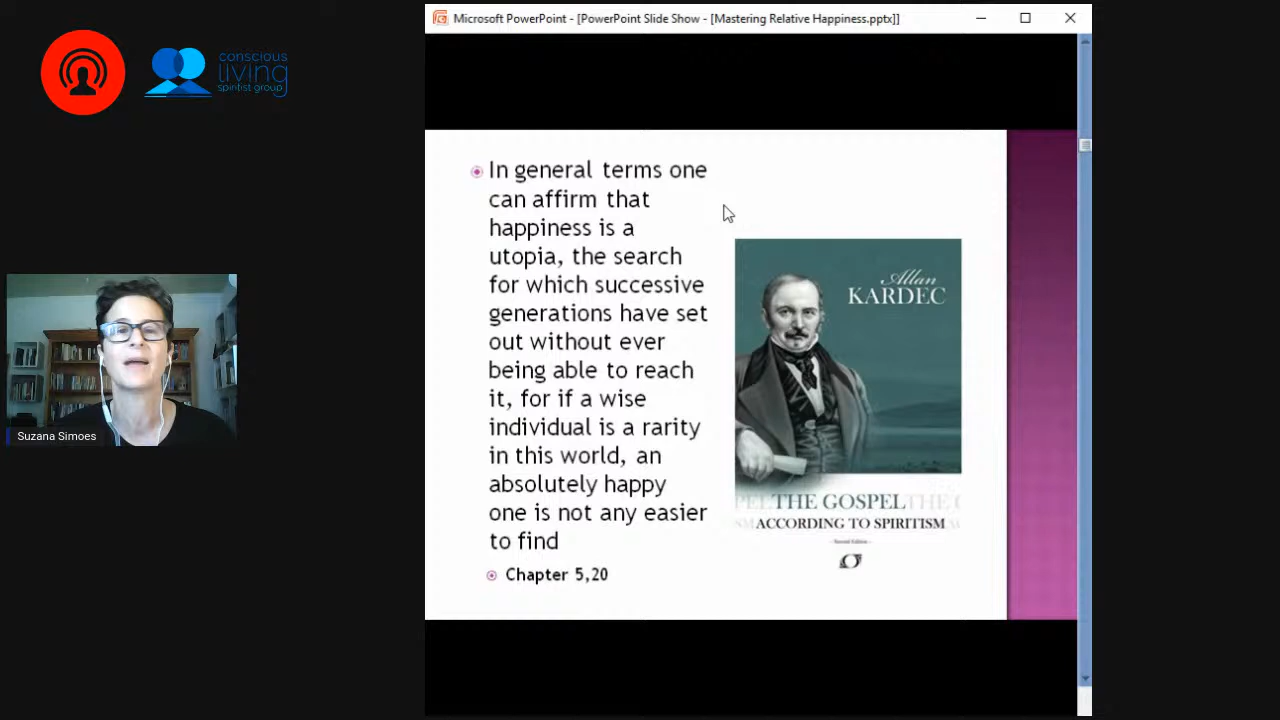 Microsoft PowerPoint - [PowerPoint Slide Show - [Mastering Relative Happiness.pptx]]
conscious
living
spiritist group
In general terms one
can affirm that
happiness is a
utopia, the search
for which successive
generations have set
out without ever
being able to reach
it, for if a wise
individual is a rarity
in this world, an
absolutely happy
one is not any easier
to find
Chapter 5,20
Allan
KARDEC
THE GOSPEL
ACCORDING TO SPIRITISM
Suzana Simoes